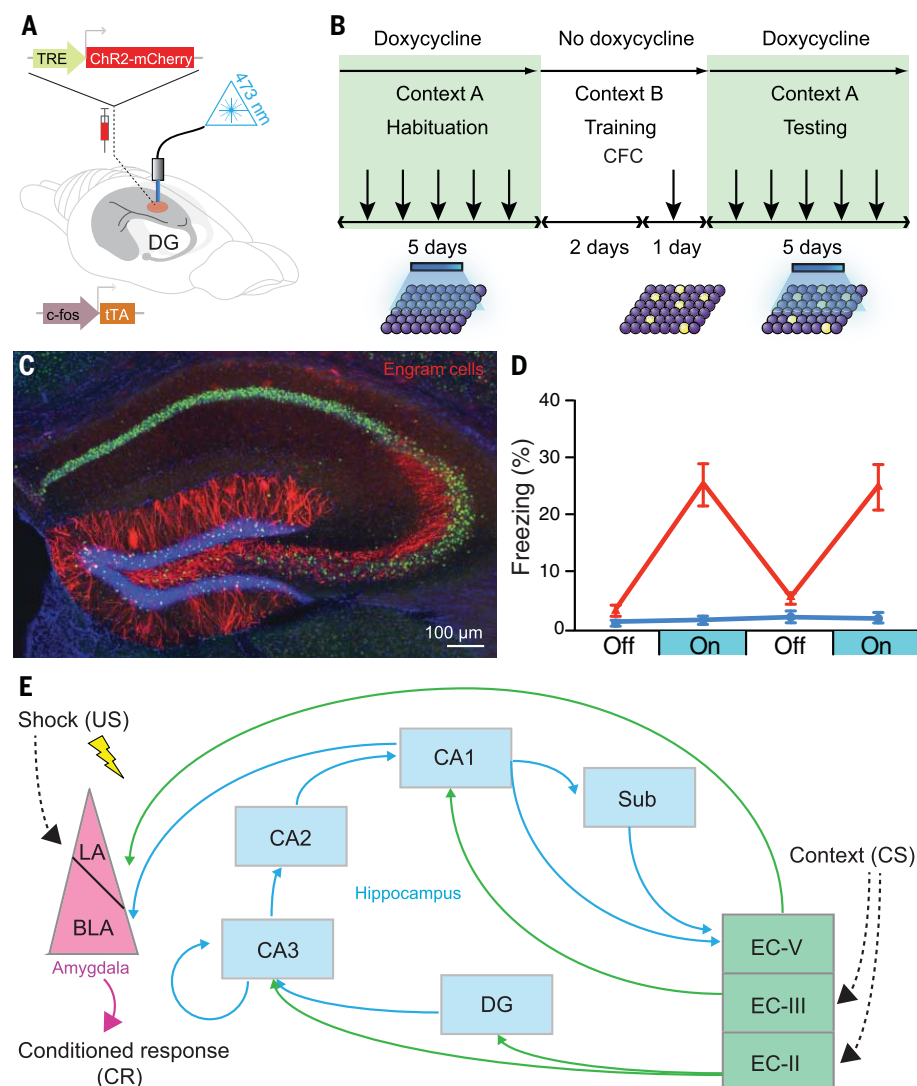 A
TRE
ChR2-mCherry
473 nm
DG
c-fos
tTA
B
Doxycycline
No doxycycline
Doxycycline
Context A
Context B
Context A
Habituation
Training
Testing
CFC
5 days
2 days
1 day
5 days
C
Engram cells
100 µm
D
Freezing (%)
40
30
20
10
0
Off
On
Off
On
E
Shock (US)
CA1
Sub
LA
CA2
Context (CS)
Hippocampus
BLA
CA3
EC-V
Amygdala
DG
EC-III
Conditioned response
(CR)
EC-II